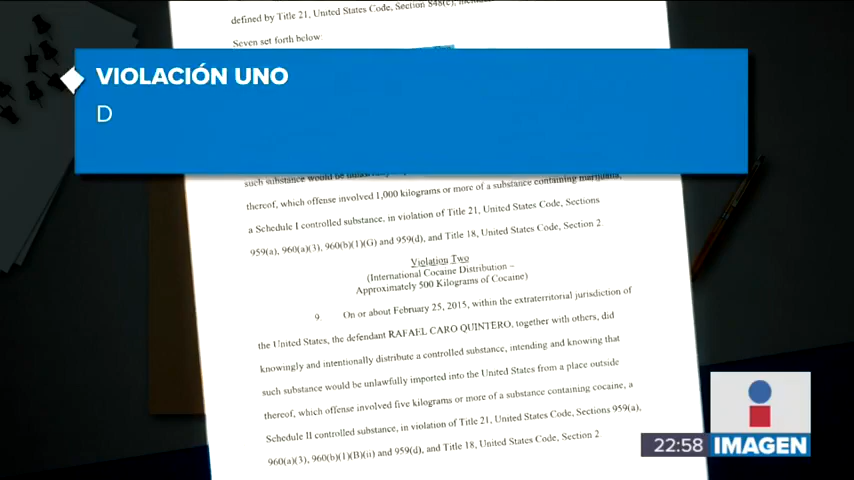 defined by Title 21, United States Code, Section 848(c),
Seven set forth below:
VIOLACIÓN UNO
D
such substance would be
thereof, which offense involved 1,000 kilograms or more of a substance containing marijuana,
a Schedule I controlled substance, in violation of Title 21, United States Code, Sections
959(a), 960(a)(3), 960(b)(1)(G) and 959(d), and Title 18, United States Code, Section 2.
Violation Two
(International Cocaine Distribution –
Approximately 500 Kilograms of Cocaine)
9. On or about February 25, 2015, within the extraterritorial jurisdiction of
the United States, the defendant RAFAEL CARO QUINTERO, together with others, did
knowingly and intentionally distribute a controlled substance, intending and knowing that
such substance would be unlawfully imported into the United States from a place outside
thereof, which offense involved five kilograms or more of a substance containing cocaine, a
Schedule II controlled substance, in violation of Title 21, United States Code, Sections 959(a),
960(a)(3), 960(b)(1)(B)(ii) and 959(d), and Title 18, United States Code, Section 2.
22:58 IMAGEN